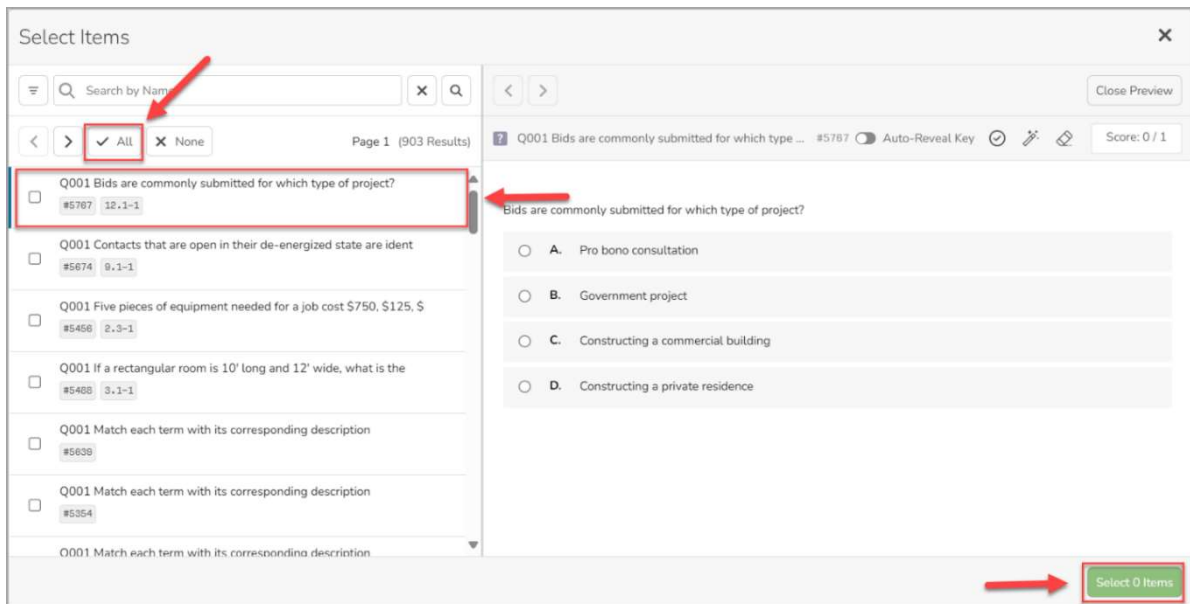 Select Items
Search by Name
All None Page 1 (903 Results)
Q001 Bids are commonly submitted for which type of project?
#5767 12.1-1
Q001 Contacts that are open in their de-energized state are ident
#5674 9.1-1
Q001 Five pieces of equipment needed for a job cost $750, $125, $
#5456 2.3-1
Q001 If a rectangular room is 10' long and 12' wide, what is the
#5488 3.1-1
Q001 Match each term with its corresponding description
#5639
Q001 Match each term with its corresponding description
#5354
Q001 Match each term with its corresponding description
Close Preview
Q001 Bids are commonly submitted for which type ... #5767 Auto-Reveal Key Score: 0 / 1
Bids are commonly submitted for which type of project?
A. Pro bono consultation
B. Government project
C. Constructing a commercial building
D. Constructing a private residence
Select 0 Items